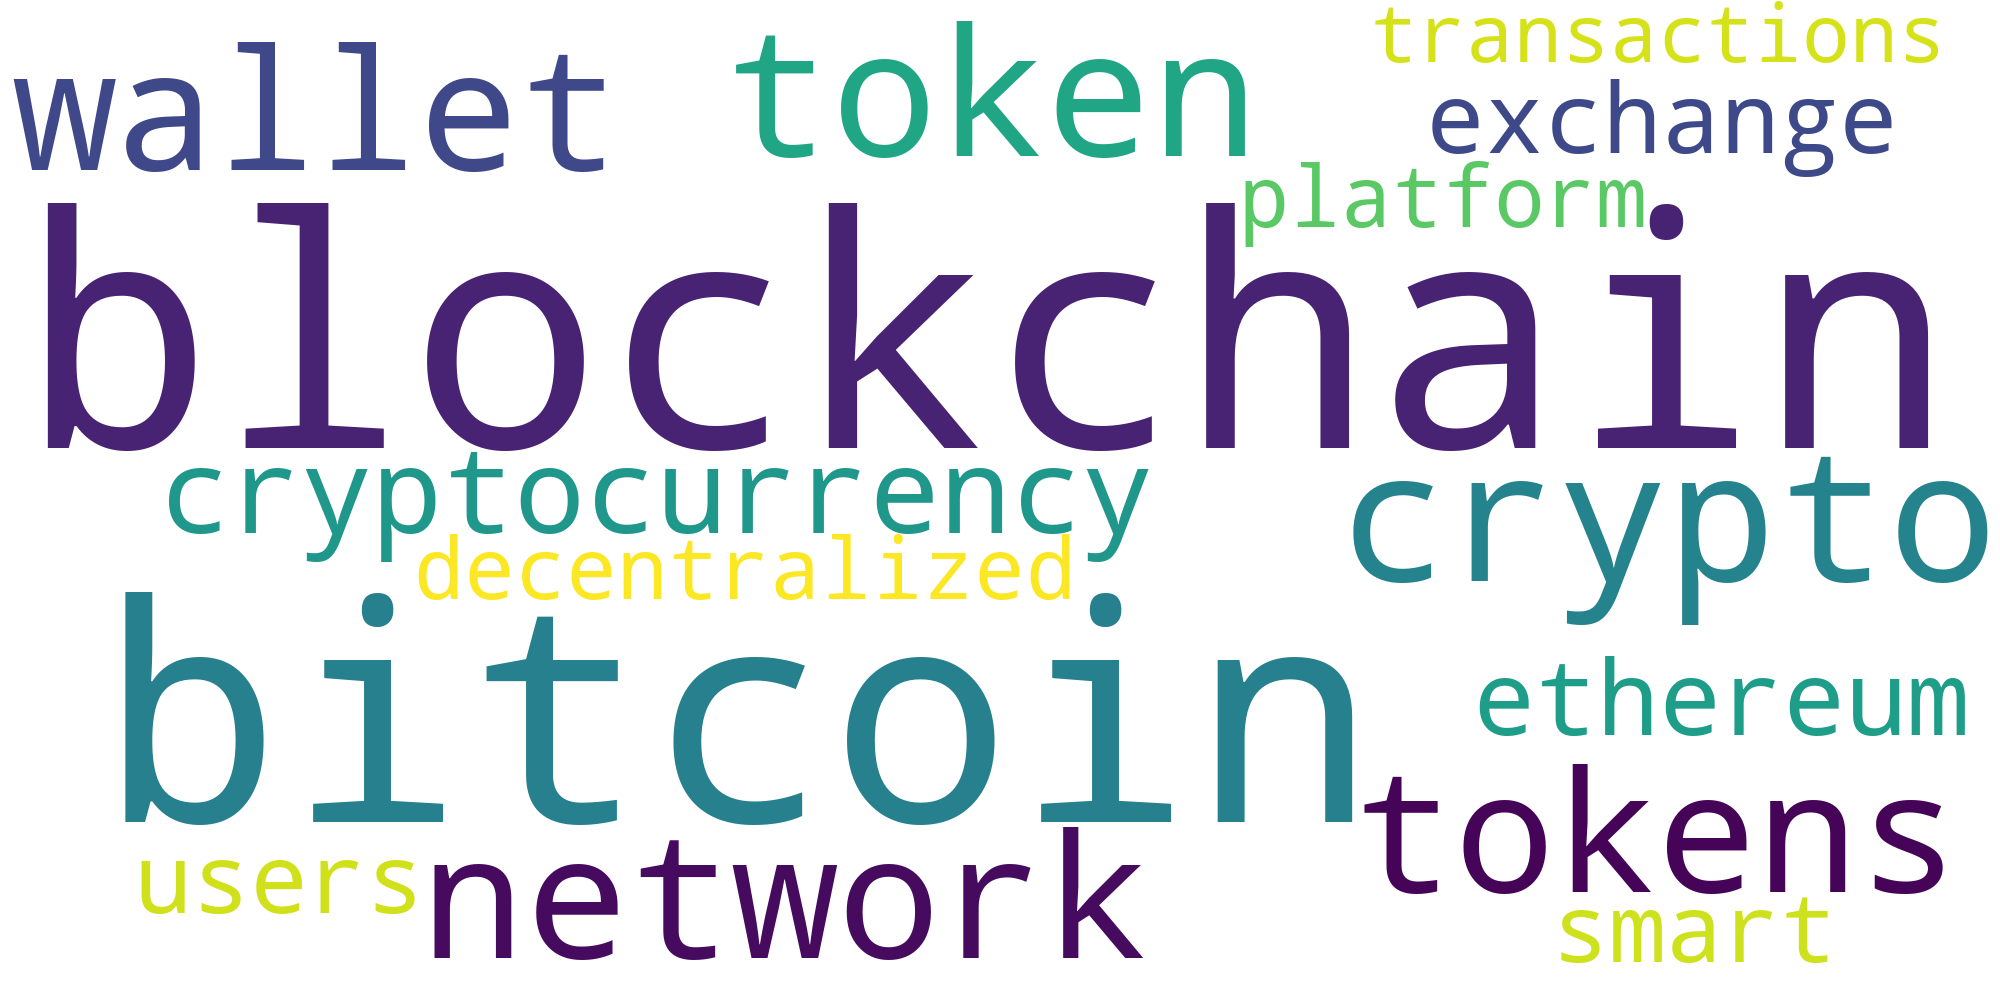 wallet
token
transactions
exchange
platform
blockchain
cryptocurrency
crypto
decentralized
bitcoin
ethereum
tokens
users
network
smart